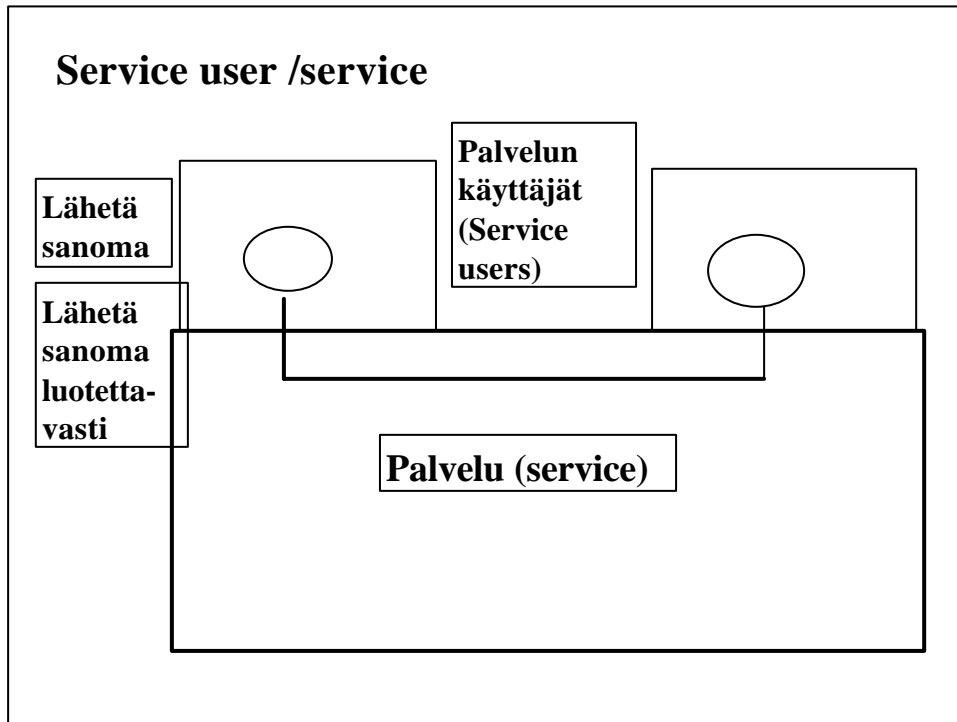 Service user /service
Palvelun
käyttäjät
(Service
users)
Lähetä
sanoma
Lähetä
sanoma
luotetta-
vasti
Palvelu (service)